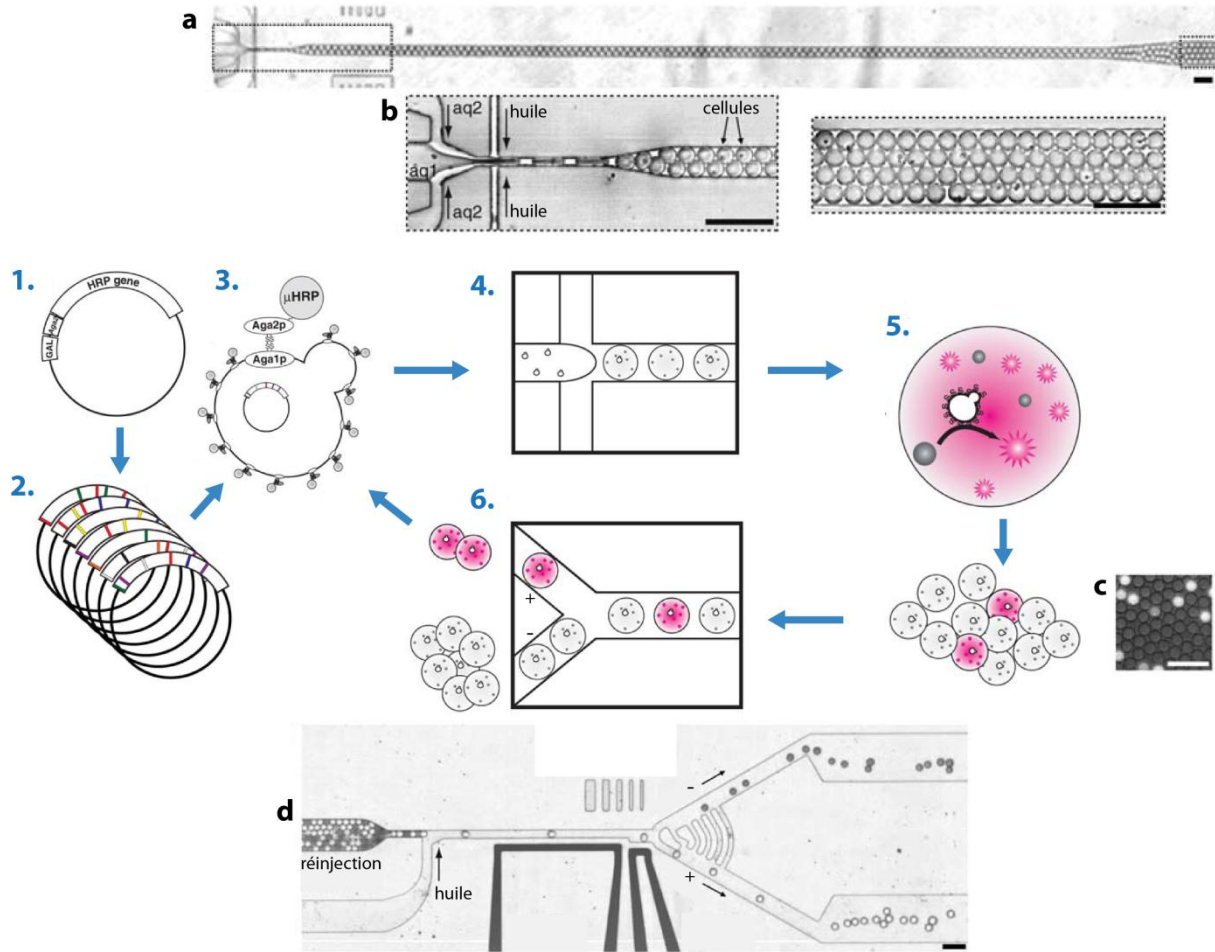 a
b
aq2
huile
aq1
aq2
huile
cellules
1.
HRP gene
Aga2
GAL
2.
3.
µHRP
Aga2p
Aga1p
4.
5.
6.
+
-
c
d
réinjection
huile
-
+